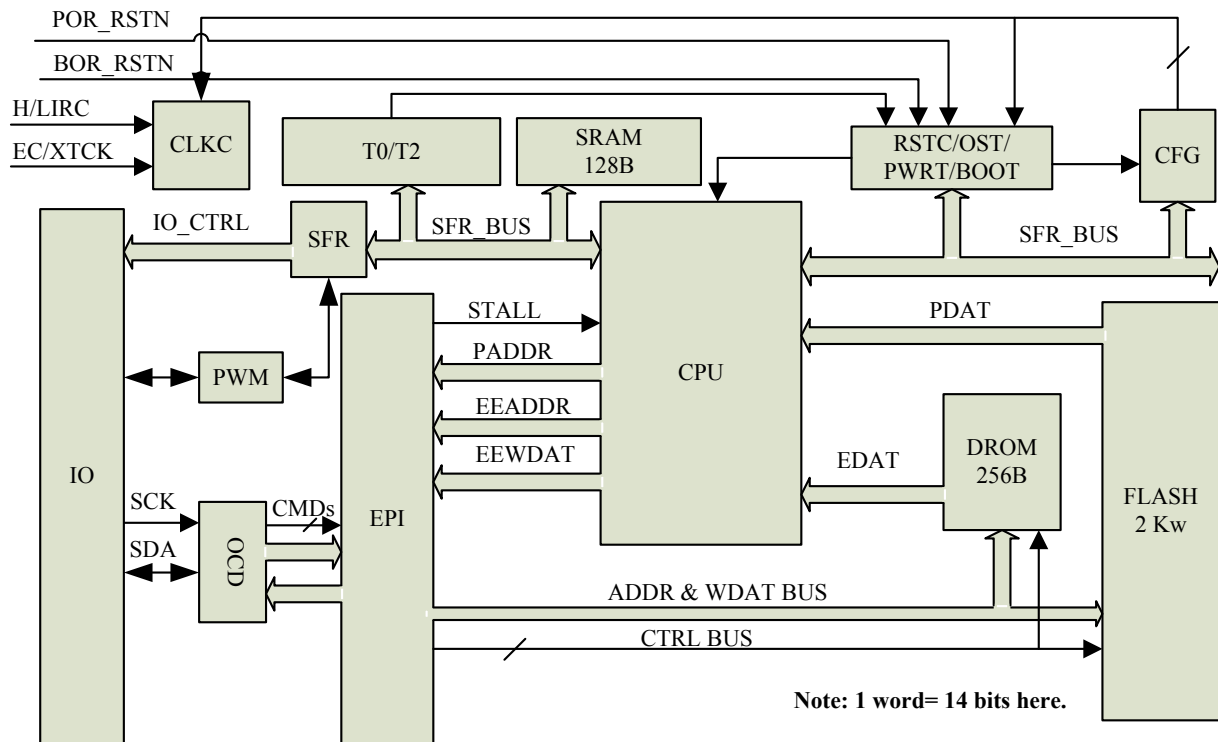 POR_RSTN
BOR_RSTN
H/LIRC
EC/XTCK
CLKC
T0/T2
SRAM
128B
RSTC/OST/
PWRT/BOOT
CFG
IO_CTRL
SFR
SFR_BUS
SFR_BUS
STALL
PDAT
PADDR
PWM
CPU
EEADDR
EEWDAT
EDAT
DROM
256B
IO
SCK
CMDs
EPI
FLASH
2 Kw
SDA
OCD
ADDR & WDAT BUS
CTRL BUS
Note: 1 word= 14 bits here.